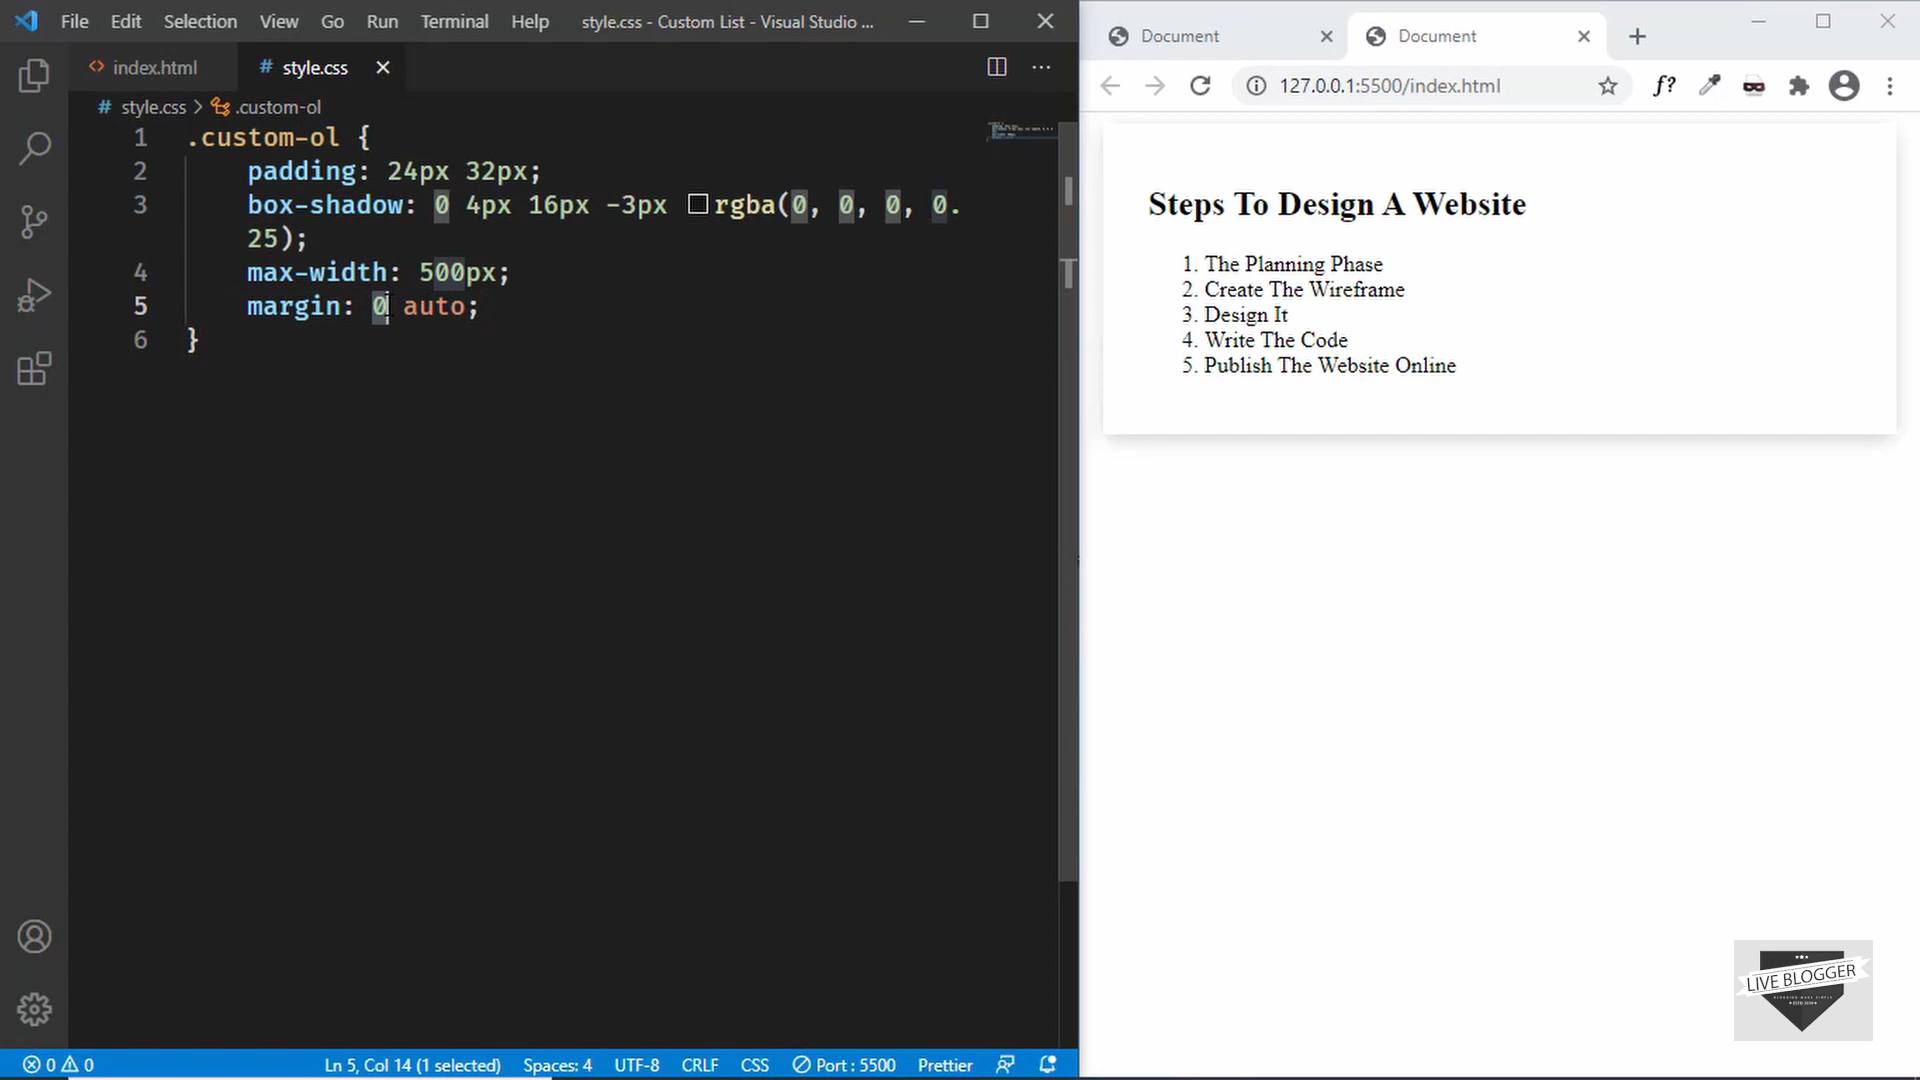 File Edit Selection View Go Run Terminal Help style.css - Custom List - Visual Studio ...
index.html
style.css
style.css > .custom-ol
1 .custom-ol {
2 padding: 24px 32px;
3 box-shadow: 0 4px 16px -3px rgba(0, 0, 0, 0.
25);
4 max-width: 500px;
5 margin: 0 auto;
6 }
0 0
Ln 5, Col 14 (1 selected) Spaces: 4 UTF-8 CRLF CSS Port : 5500 Prettier
Document
Document
127.0.0.1:5500/index.html
f?
Steps To Design A Website
1. The Planning Phase
2. Create The Wireframe
3. Design It
4. Write The Code
5. Publish The Website Online
LIVE BLOGGER